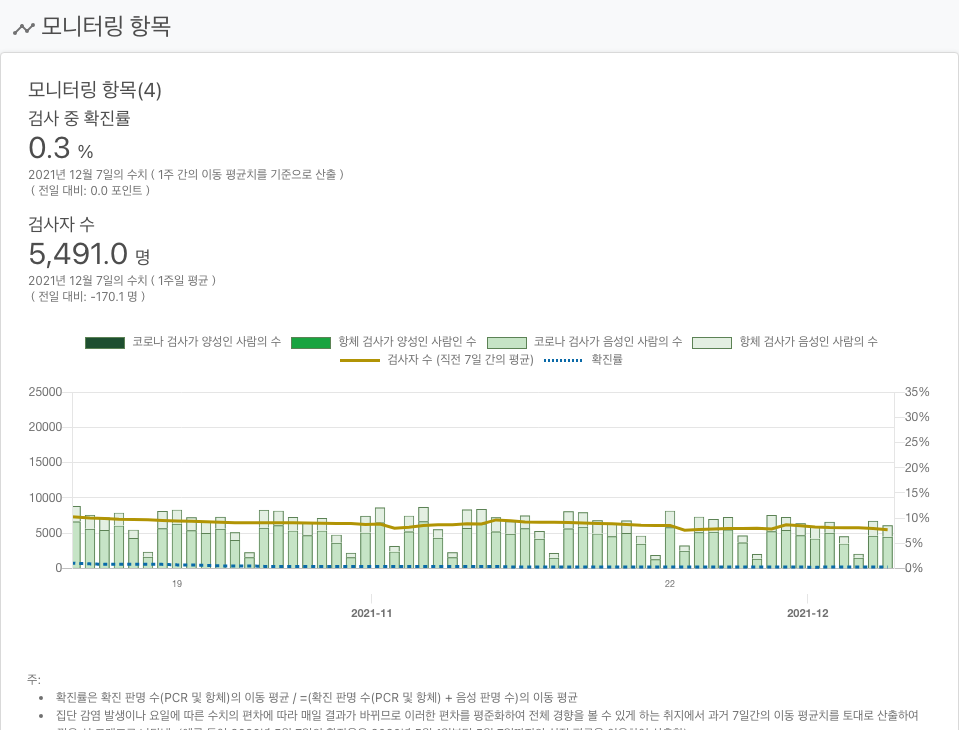 모니터링 항목
모니터링 항목(4)
검사 중 확진률
0.3 %
2021년 12월 7일의 수치 ( 1주 간의 이동 평균치를 기준으로 산출 )
( 전일 대비: 0.0 포인트 )
검사자 수
5,491.0 명
2021년 12월 7일의 수치 ( 1주일 평균 )
( 전일 대비: -170.1 명 )
코로나 검사가 양성인 사람의 수 항체 검사가 양성인 사람인 수 코로나 검사가 음성인 사람의 수 항체 검사가 음성인 사람의 수
검사자 수 (직전 7일 간의 평균) 확진률
25000 35%
30%
20000
25%
15000
20%
15%
10000
10%
5000
5%
0 0%
19 22
2021-11 2021-12
주:
확진률은 확진 판명 수(PCR 및 항체)의 이동 평균 / =(확진 판명 수(PCR 및 항체) + 음성 판명 수)의 이동 평균
집단 감염 발생이나 요일에 따른 수치의 편차에 따라 매일 결과가 바뀌므로 이러한 편차를 평준화하여 전체 경향을 볼 수 있게 하는 취지에서 과거 7일간의 이동 평균치를 토대로 산출하여